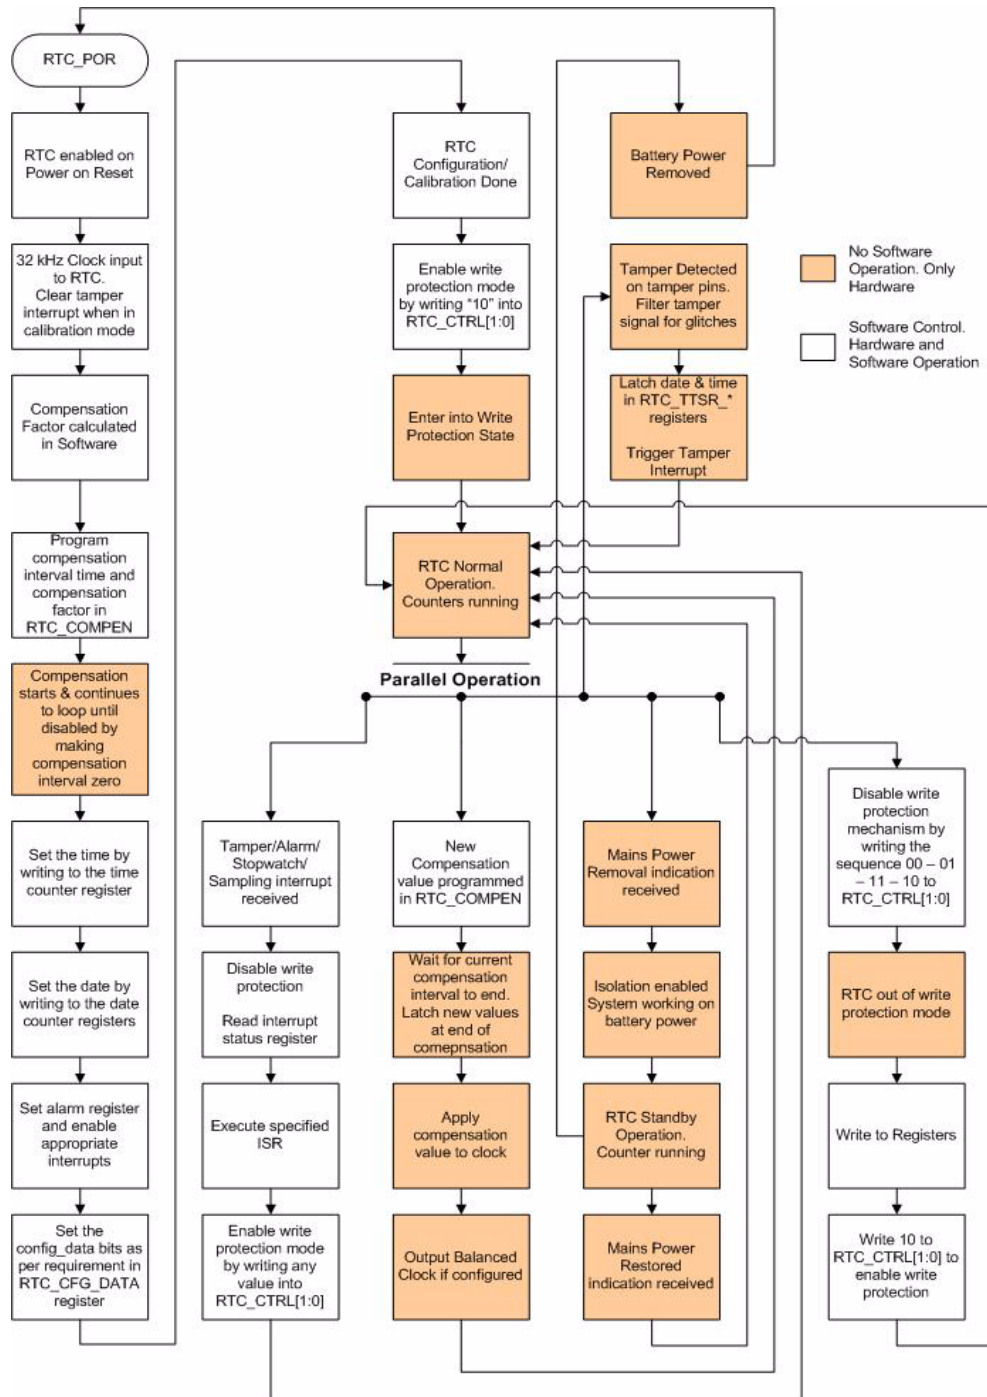 RTC_POR
RTC enabled on
Power on Reset
32 kHz Clock input
to RTC.
Clear tamper
interrupt when in
calibration mode
Compensation
Factor calculated
in Software
Program
compensation
interval time and
compensation
factor in
RTC_COMPEN
Compensation
starts & continues
to loop until
disabled by
making
compensation
interval zero
Set the time by
writing to the time
counter register
Set the date by
writing to the date
counter registers
Set alarm register
and enable
appropriate
interrupts
Set the
config_data bits as
per requirement in
RTC_CFG_DATA
register
RTC
Configuration/
Calibration Done
Enable write
protection mode
by writing “10” into
RTC_CTRL[1:0]
Enter into Write
Protection State
RTC Normal
Operation.
Counters running
Parallel Operation
Battery Power
Removed
Tamper Detected
on tamper pins.
Filter tamper
signal for glitches
Latch date & time
in RTC_TTSR_*
registers
Trigger Tamper
Interrupt
No Software
Operation. Only
Hardware
Software Control.
Hardware and
Software Operation
Tamper/Alarm/
Stopwatch/
Sampling interrupt
received
Disable write
protection
Read interrupt
status register
Execute specified
ISR
Enable write
protection mode
by writing any
value into
RTC_CTRL[1:0]
New
Compensation
value programmed
in RTC_COMPEN
Wait for current
compensation
interval to end.
Latch new values
at end of
comepnsation
Apply
compensation
value to clock
Output Balanced
Clock if configured
Mains Power
Removal indication
received
Isolation enabled
System working on
battery power
RTC Standby
Operation.
Counter running
Mains Power
Restored
indication received
Disable write
protection
mechanism by
writing the
sequence 00 – 01
– 11 – 10 to
RTC_CTRL[1:0]
RTC out of write
protection mode
Write to Registers
Write 10 to
RTC_CTRL[1:0] to
enable write
protection